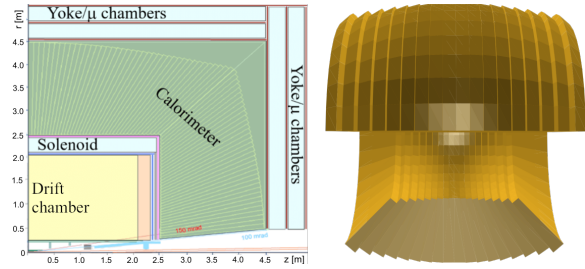 Yoke/μ chambers
r [m]
4.5
4.0
3.5
3.0
2.5
2.0
1.5
1.0
0.5
0
Calorimeter
Yoke/μ chambers
Solenoid
Drift
chamber
150 mrad
100 mrad
0.5 1.0 1.5 2.0 2.5 3.0 3.5 4.0 4.5 z [m]